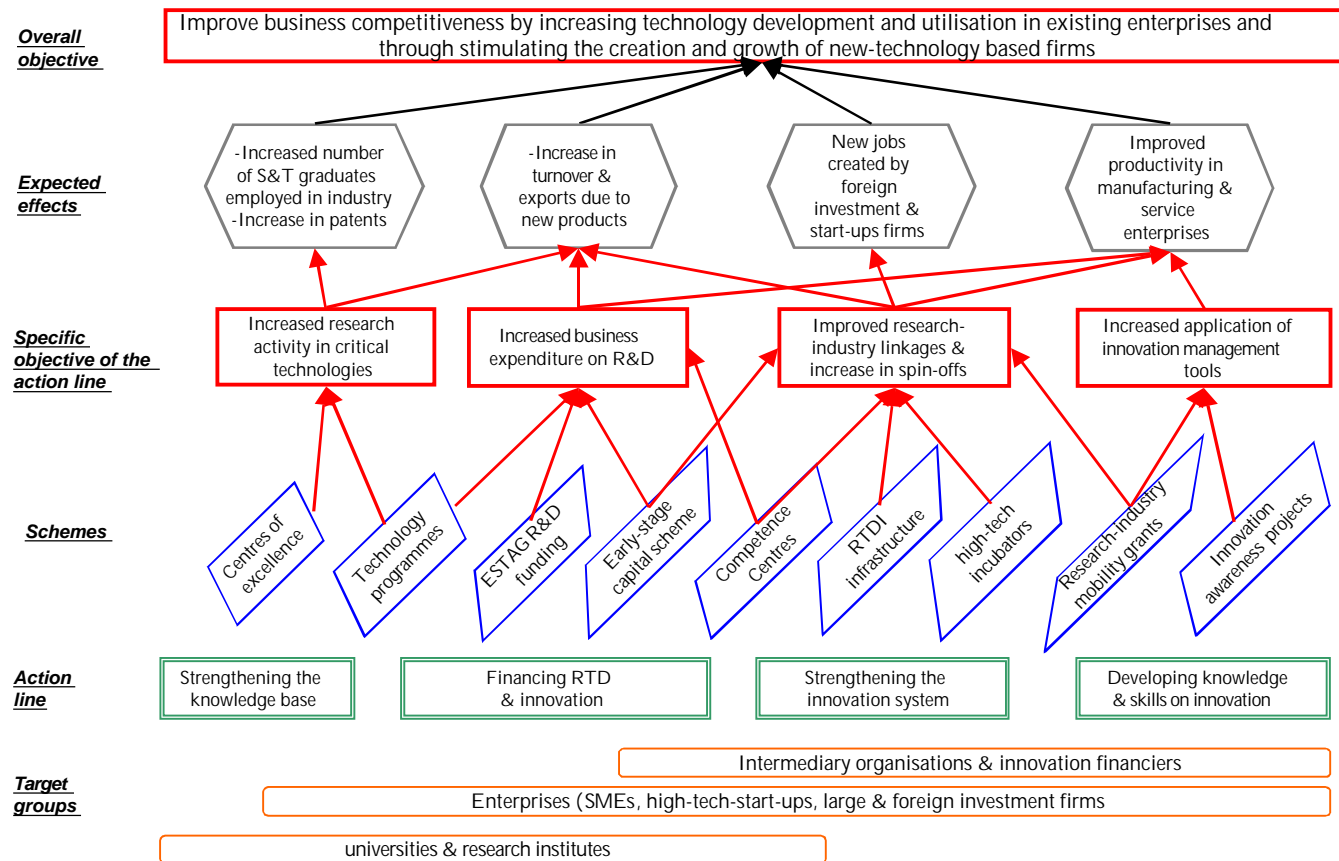 Overall
objective
Improve business competitiveness by increasing technology development and utilisation in existing enterprises and
through stimulating the creation and growth of new-technology based firms
Expected
effects
-Increased number
of S&T graduates
employed in industry
-Increase in patents
-Increase in
turnover &
exports due to
new products
New jobs
created by
foreign
investment &
start-ups firms
Improved
productivity in
manufacturing &
service
enterprises
Specific
objective of the
action line
Increased research
activity in critical
technologies
Increased business
expenditure on R&D
Improved research-
industry linkages &
increase in spin-offs
Increased application of
innovation management
tools
Schemes
Centres of
excellence
Technology
programmes
ESTAG R&D
funding
Early-stage
capital scheme
Competence
Centres
RTDI
infrastructure
high-tech
incubators
Research-industry
mobility grants
Innovation
awareness projects
Action
line
Strengthening the
knowledge base
Financing RTD
& innovation
Strengthening the
innovation system
Developing knowledge
& skills on innovation
Target
groups
Intermediary organisations & innovation financiers
Enterprises (SMEs, high-tech-start-ups, large & foreign investment firms
universities & research institutes